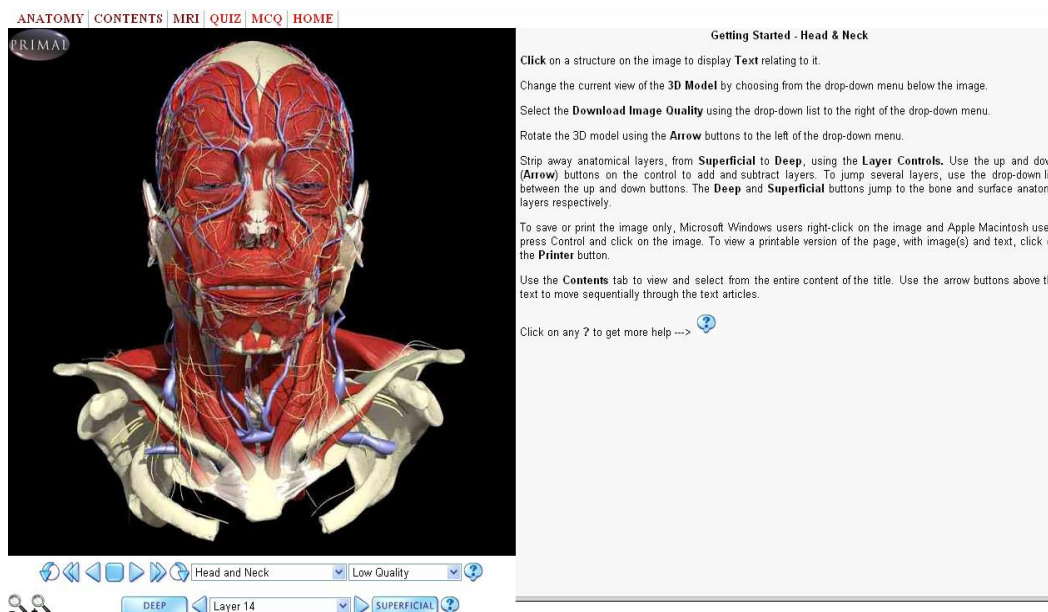 ANATOMY CONTENTS MRI QUIZ MCQ HOME
PRIMAL
Getting Started - Head & Neck
Click on a structure on the image to display Text relating to it.
Change the current view of the 3D Model by choosing from the drop-down menu below the image.
Select the Download Image Quality using the drop-down list to the right of the drop-down menu.
Rotate the 3D model using the Arrow buttons to the left of the drop-down menu.
Strip away anatomical layers, from Superficial to Deep, using the Layer Controls. Use the up and dow
(Arrow) buttons on the control to add and subtract layers. To jump several layers, use the drop-down li
between the up and down buttons. The Deep and Superficial buttons jump to the bone and surface anatom
layers respectively.
To save or print the image only, Microsoft Windows users right-click on the image and Apple Macintosh use
press Control and click on the image. To view a printable version of the page, with image(s) and text, click
the Printer button.
Use the Contents tab to view and select from the entire content of the title. Use the arrow buttons above th
text to move sequentially through the text articles.
Click on any ? to get more help ---> ?
Head and Neck Low Quality ?
DEEP Layer 14 SUPERFICIAL ?